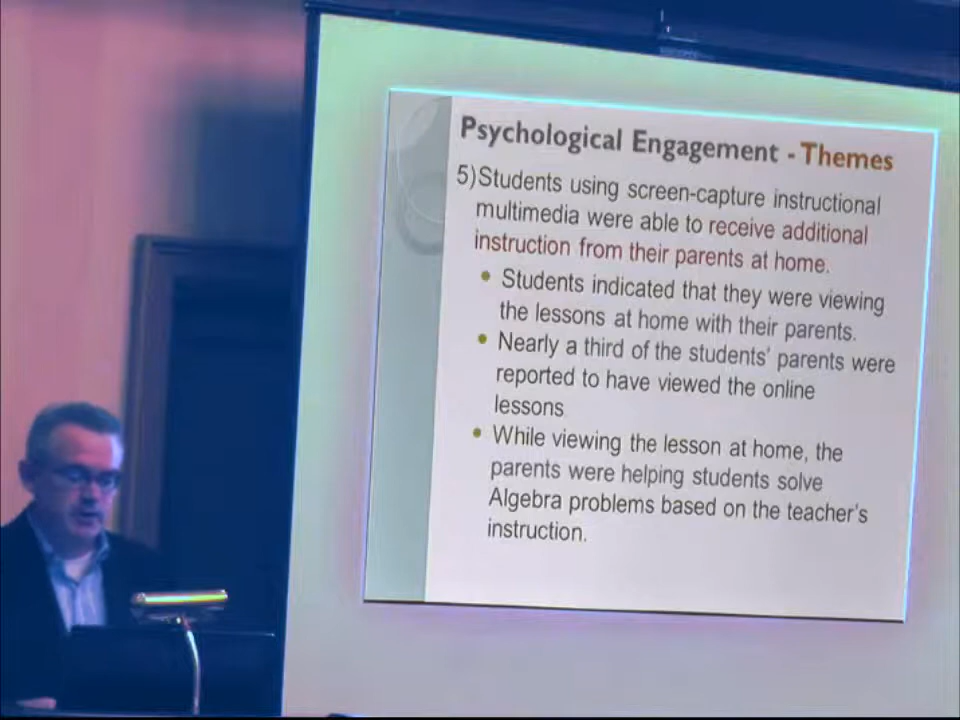 Psychological Engagement - Themes
5)Students using screen-capture instructional
multimedia were able to receive additional
instruction from their parents at home.
• Students indicated that they were viewing
the lessons at home with their parents.
• Nearly a third of the students' parents were
reported to have viewed the online
lessons
• While viewing the lesson at home, the
parents were helping students solve
Algebra problems based on the teacher's
instruction.